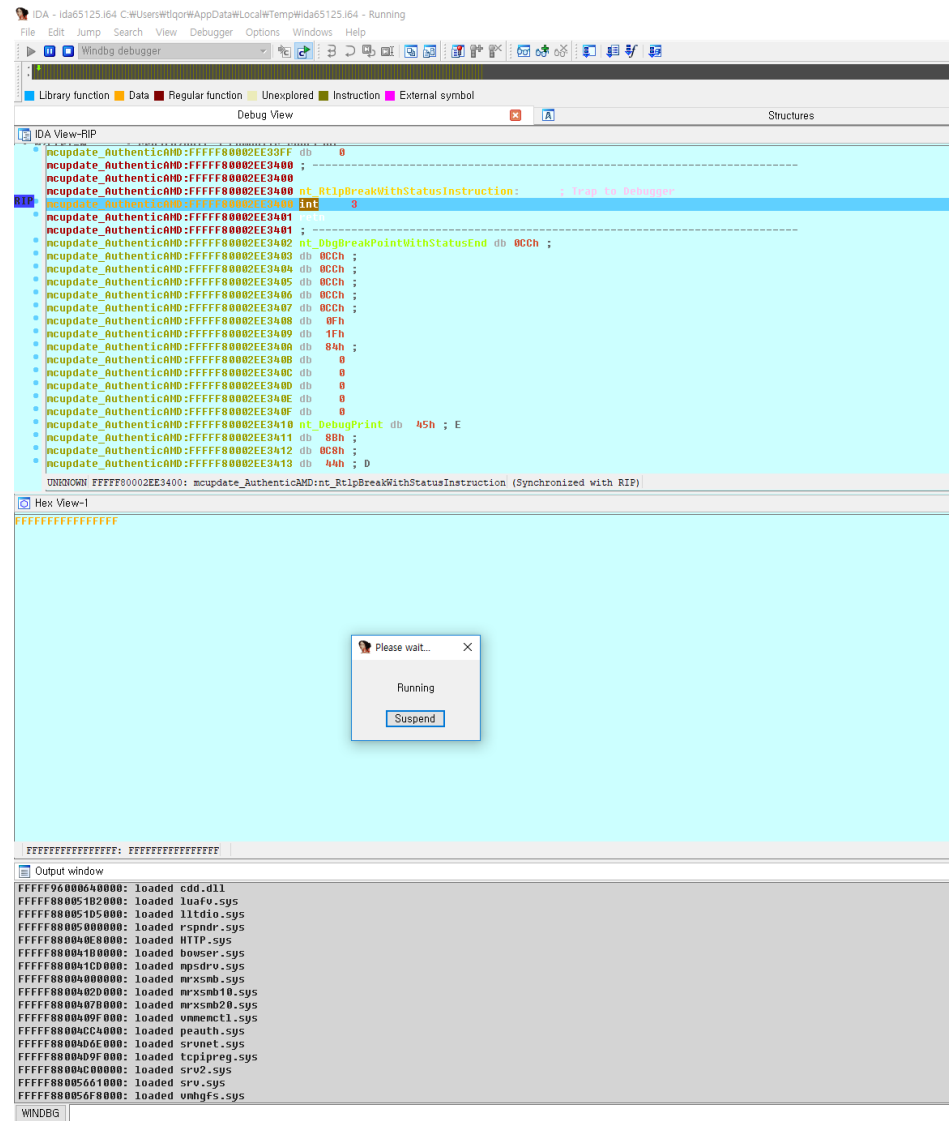 IDA - ida65125.i64 C:₩Users₩tlqor₩AppData₩Local₩Temp₩ida65125.i64 - Running
File Edit Jump Search View Debugger Options Windows Help
Windbg debugger
Library function Data Regular function Unexplored Instruction External symbol
Debug View Structures
IDA View-RIP
mcupdate_AuthenticAMD:FFFFF80002EE33FF db 0
mcupdate_AuthenticAMD:FFFFF80002EE3400 ; ---------------------------------------------------------------------------
mcupdate_AuthenticAMD:FFFFF80002EE3400
mcupdate_AuthenticAMD:FFFFF80002EE3400 nt_RtlpBreakWithStatusInstruction: ; Trap to Debugger
RIP mcupdate_AuthenticAMD:FFFFF80002EE3400 int 3
mcupdate_AuthenticAMD:FFFFF80002EE3401 retn
mcupdate_AuthenticAMD:FFFFF80002EE3401 ; ---------------------------------------------------------------------------
mcupdate_AuthenticAMD:FFFFF80002EE3402 nt_DbgBreakPointWithStatusEnd db 0CCh ;
mcupdate_AuthenticAMD:FFFFF80002EE3403 db 0CCh ;
mcupdate_AuthenticAMD:FFFFF80002EE3404 db 0CCh ;
mcupdate_AuthenticAMD:FFFFF80002EE3405 db 0CCh ;
mcupdate_AuthenticAMD:FFFFF80002EE3406 db 0CCh ;
mcupdate_AuthenticAMD:FFFFF80002EE3407 db 0CCh ;
mcupdate_AuthenticAMD:FFFFF80002EE3408 db 0Fh
mcupdate_AuthenticAMD:FFFFF80002EE3409 db 1Fh
mcupdate_AuthenticAMD:FFFFF80002EE340A db 84h ;
mcupdate_AuthenticAMD:FFFFF80002EE340B db 0
mcupdate_AuthenticAMD:FFFFF80002EE340C db 0
mcupdate_AuthenticAMD:FFFFF80002EE340D db 0
mcupdate_AuthenticAMD:FFFFF80002EE340E db 0
mcupdate_AuthenticAMD:FFFFF80002EE340F db 0
mcupdate_AuthenticAMD:FFFFF80002EE3410 nt_DebugPrint db 45h ; E
mcupdate_AuthenticAMD:FFFFF80002EE3411 db 8Bh ;
mcupdate_AuthenticAMD:FFFFF80002EE3412 db 0C8h ;
mcupdate_AuthenticAMD:FFFFF80002EE3413 db 44h ; D
UNKNOWN FFFFF80002EE3400: mcupdate_AuthenticAMD:nt_RtlpBreakWithStatusInstruction (Synchronized with RIP)
Hex View-1
FFFFFFFFFFFFFFFF
Please wait...
Running
Suspend
FFFFFFFFFFFFFFFF: FFFFFFFFFFFFFFFF
Output window
FFFFF96000640000: loaded cdd.dll
FFFFF880051B2000: loaded luafv.sys
FFFFF880051D5000: loaded lltdio.sys
FFFFF88005000000: loaded rspndr.sys
FFFFF880040E8000: loaded HTTP.sys
FFFFF880041B0000: loaded bowser.sys
FFFFF880041CD000: loaded mpsdrv.sys
FFFFF88004000000: loaded mrxsmb.sys
FFFFF8800402D000: loaded mrxsmb10.sys
FFFFF8800407B000: loaded mrxsmb20.sys
FFFFF8800409F000: loaded vmmemctl.sys
FFFFF88004CC4000: loaded peauth.sys
FFFFF88004D6E000: loaded srvnet.sys
FFFFF88004D9F000: loaded tcpipreg.sys
FFFFF88004C00000: loaded srv2.sys
FFFFF88005661000: loaded srv.sys
FFFFF880056F8000: loaded vmhgfs.sys
WINDBG